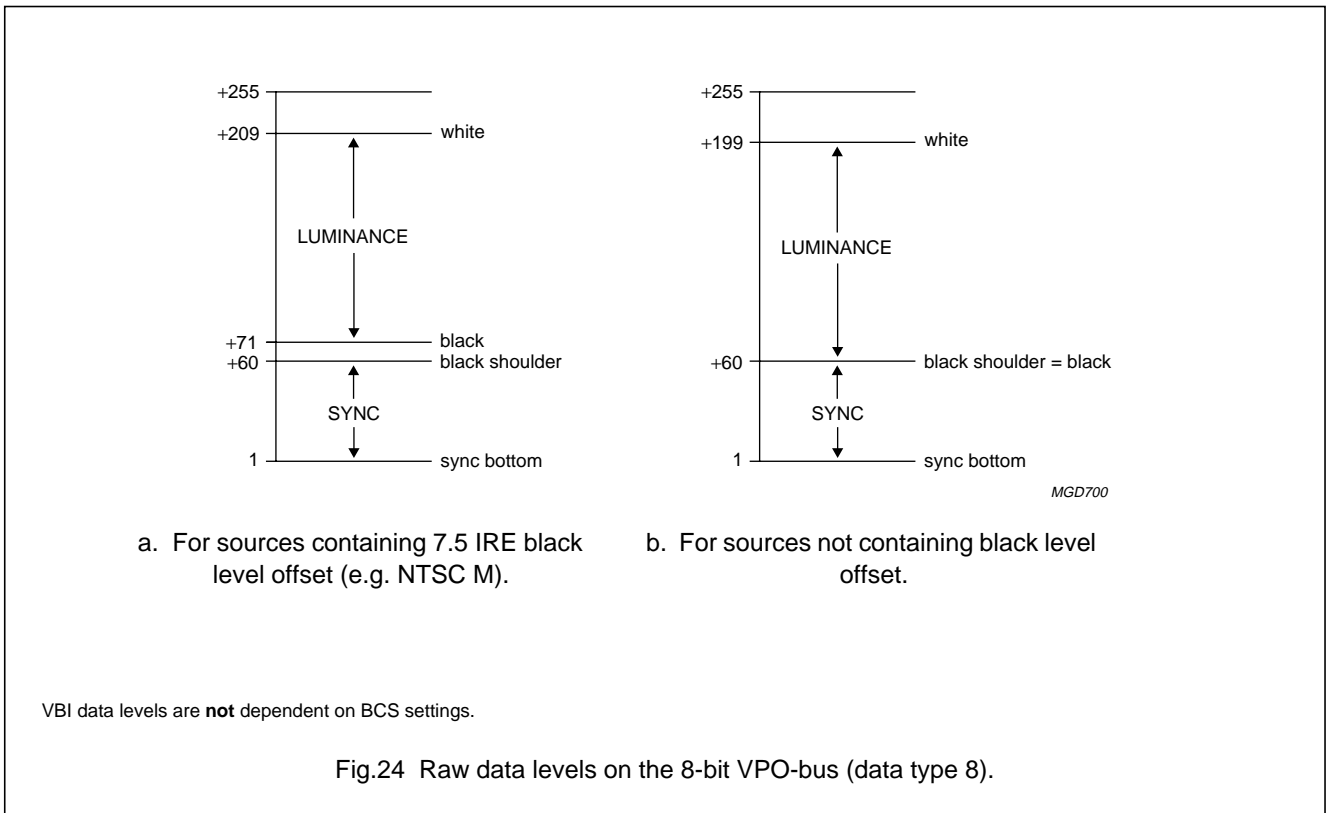 +255
+209
white
LUMINANCE
+71
black
+60
black shoulder
SYNC
1
sync bottom
+255
+199
white
LUMINANCE
+60
black shoulder = black
SYNC
1
sync bottom
MGD700
a. For sources containing 7.5 IRE black
level offset (e.g. NTSC M).
b. For sources not containing black level
offset.
VBI data levels are not dependent on BCS settings.
Fig.24 Raw data levels on the 8-bit VPO-bus (data type 8).